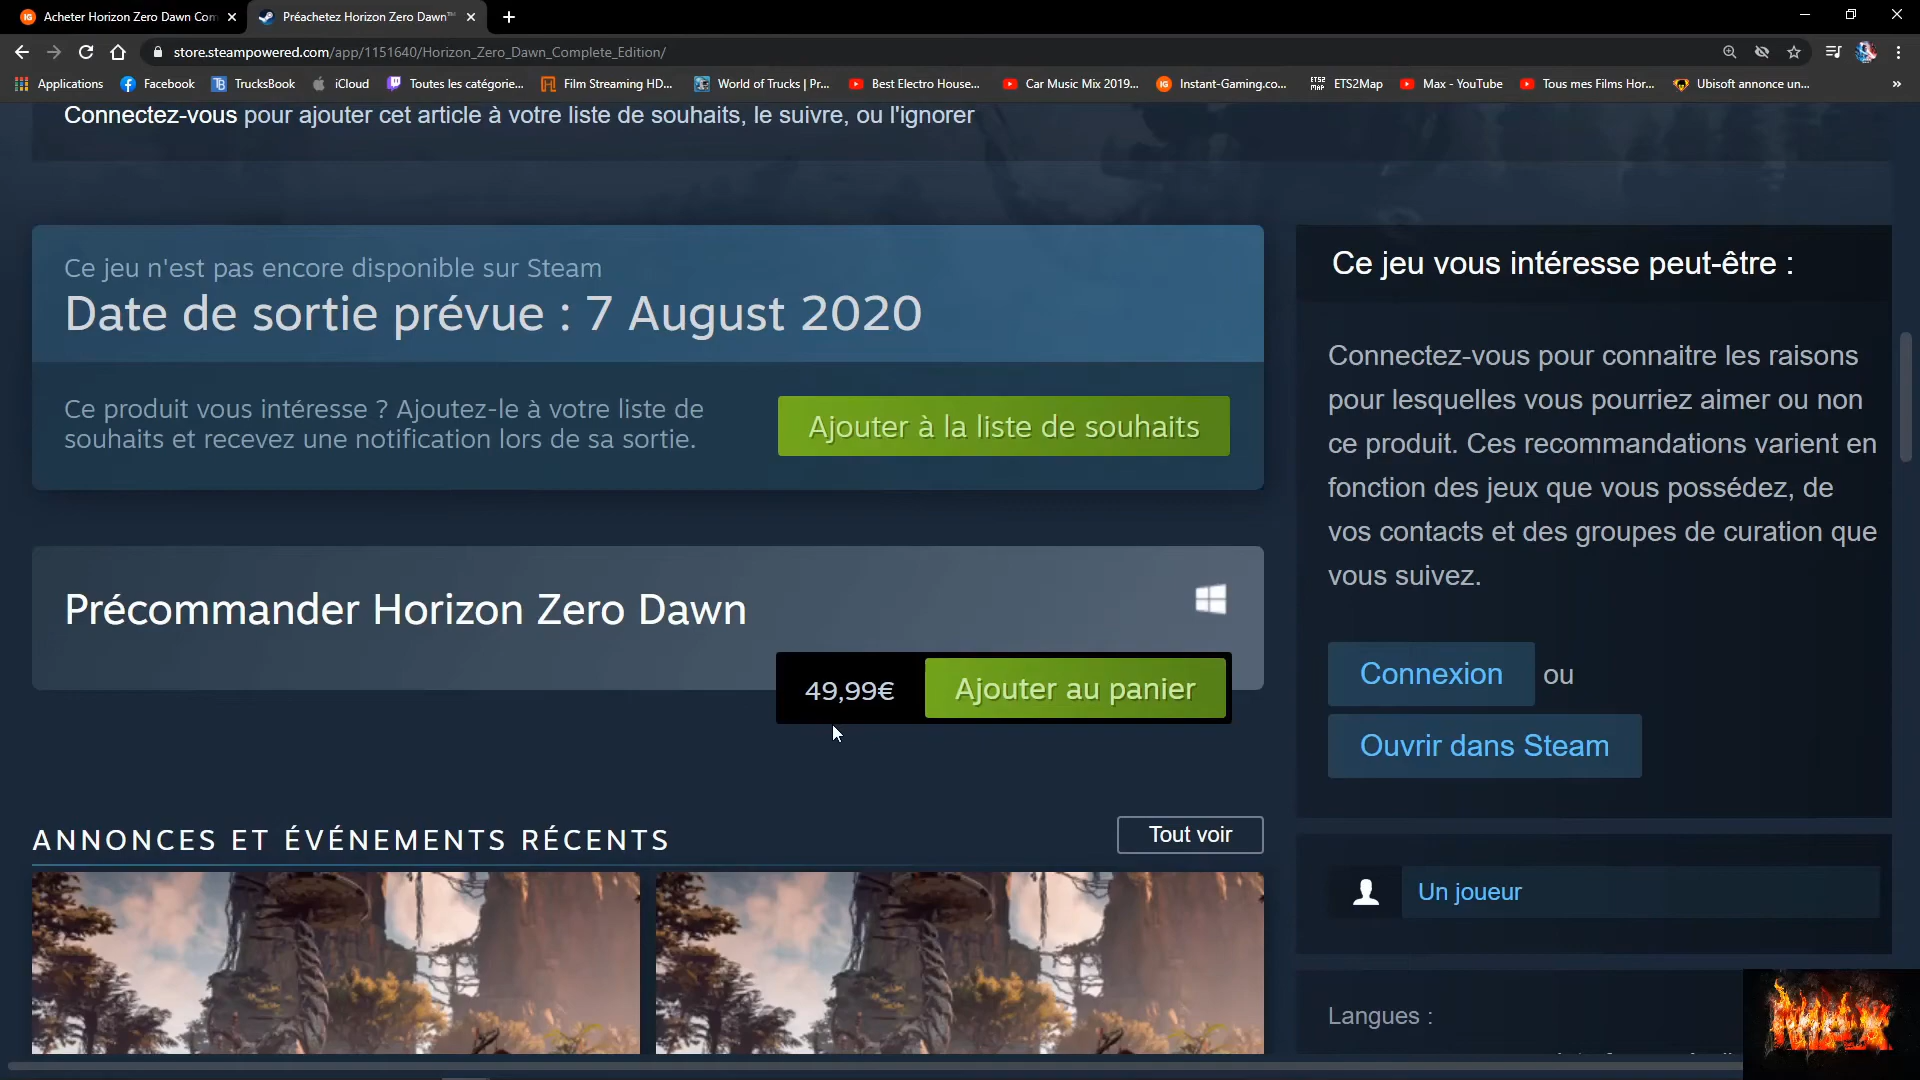 Acheter Horizon Zero Dawn Com
Préachetez Horizon Zero Dawn™
store.steampowered.com/app/1151640/Horizon_Zero_Dawn_Complete_Edition/
Applications
Facebook
TrucksBook
iCloud
Toutes les catégorie...
Film Streaming HD...
World of Trucks | Pr...
Best Electro House...
Car Music Mix 2019...
Instant-Gaming.co...
ETS2Map
Max - YouTube
Tous mes Films Hor...
Ubisoft annonce un...
Connectez-vous pour ajouter cet article à votre liste de souhaits, le suivre, ou l'ignorer
Ce jeu n'est pas encore disponible sur Steam
Date de sortie prévue : 7 August 2020
Ce produit vous intéresse ? Ajoutez-le à votre liste de
souhaits et recevez une notification lors de sa sortie.
Ajouter à la liste de souhaits
Précommander Horizon Zero Dawn
49,99€
Ajouter au panier
ANNONCES ET ÉVÉNEMENTS RÉCENTS
Tout voir
Ce jeu vous intéresse peut-être :
Connectez-vous pour connaitre les raisons
pour lesquelles vous pourriez aimer ou non
ce produit. Ces recommandations varient en
fonction des jeux que vous possédez, de
vos contacts et des groupes de curation que
vous suivez.
Connexion ou
Ouvrir dans Steam
Un joueur
Langues :